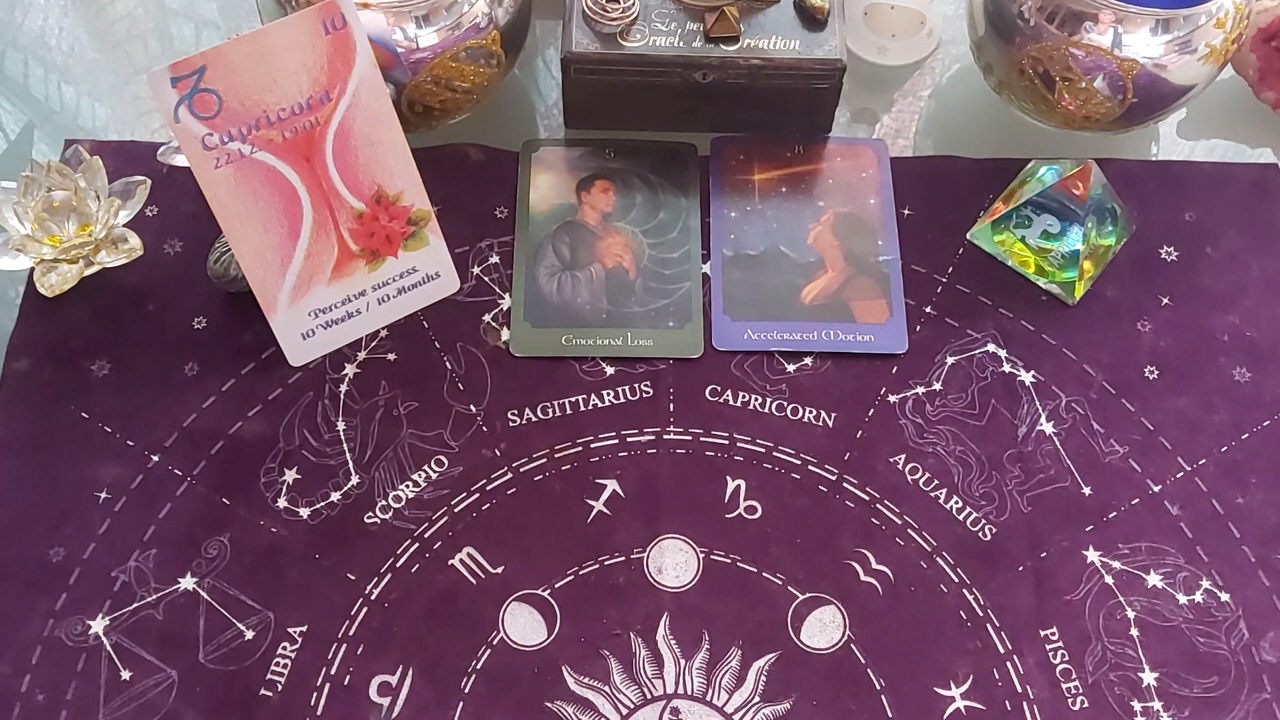 Le
Oracle de la Création
10
Capricorn
22.12. - 19.01.
Perceive success
10 Weeks / 10 Months
5
Emotional Loss
8
Accelerated Motion
SAGITTARIUS
CAPRICORN
SCORPIO
AQUARIUS
LIBRA
PISCES